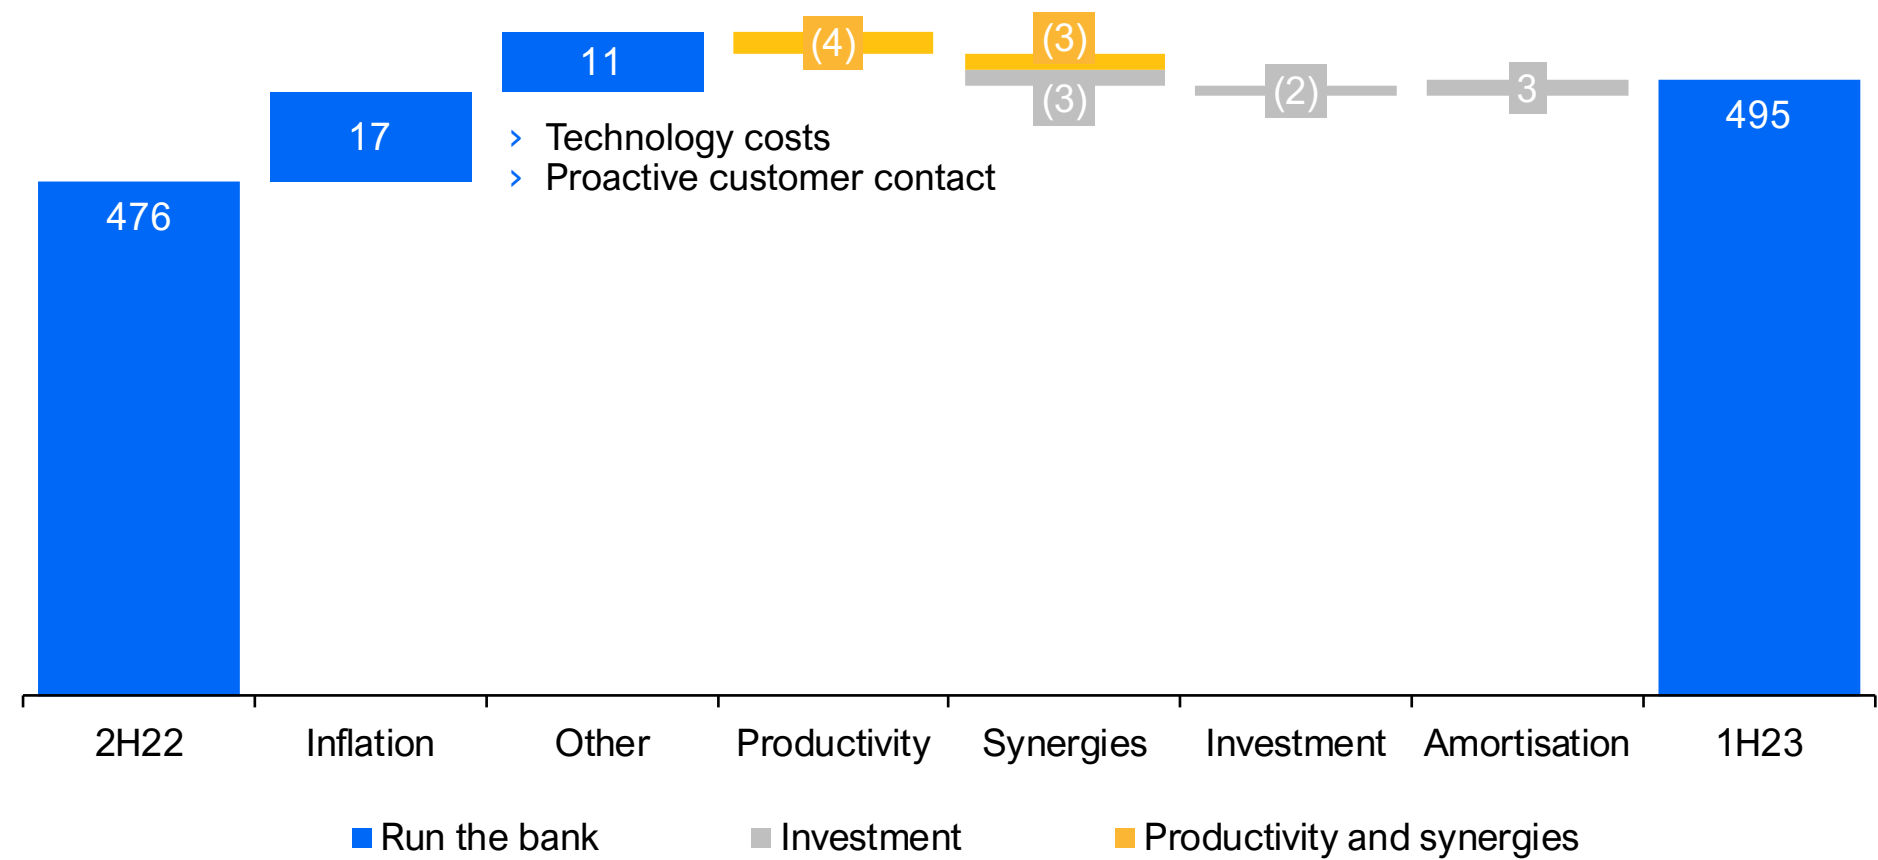 476
17
11
› Technology costs
› Proactive customer contact
(4)
(3)
(3)
(2)
3
495
2H22 Inflation Other Productivity Synergies Investment Amortisation 1H23
Run the bank Investment Productivity and synergies